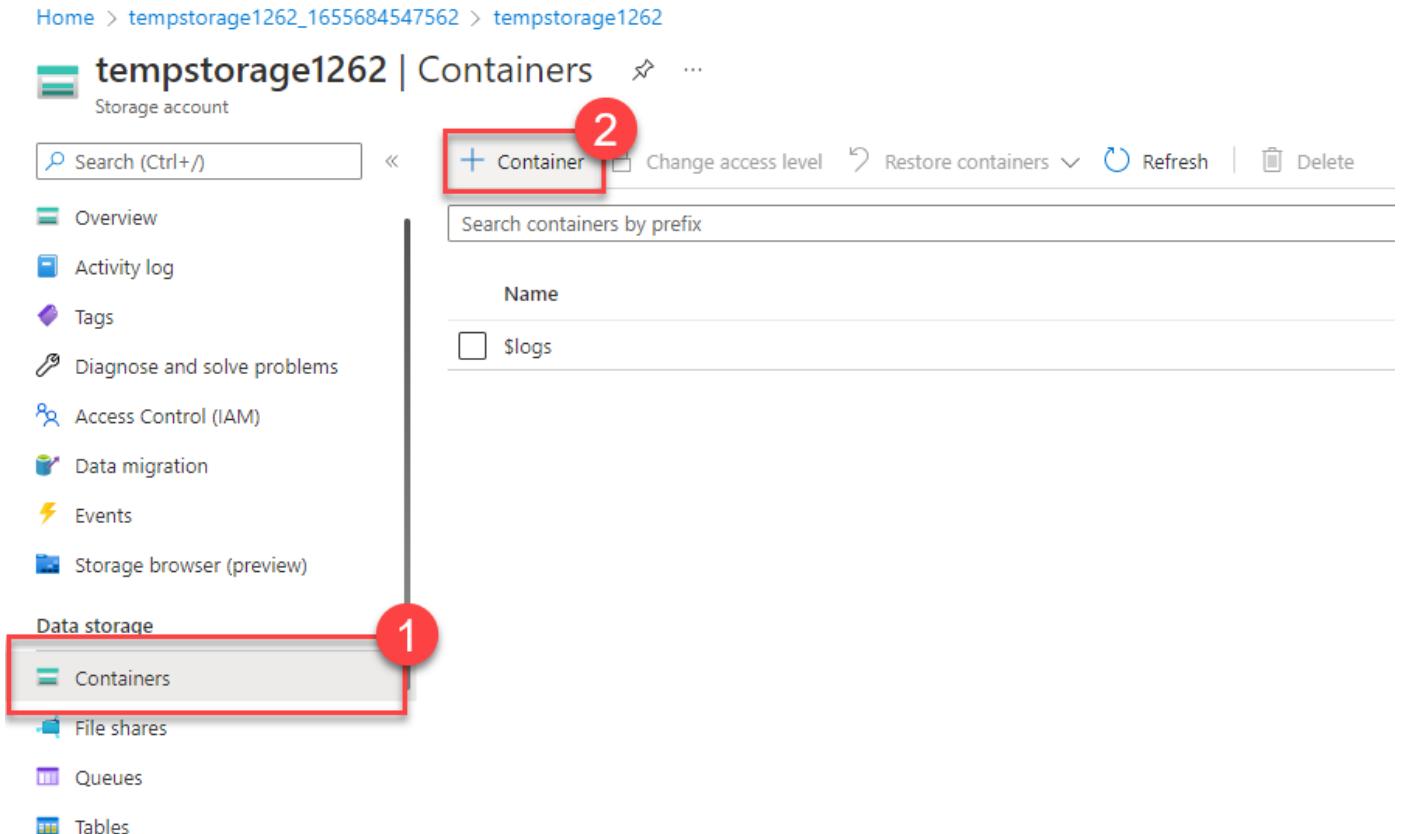 Home > tempstorage1262_1655684547562 > tempstorage1262
tempstorage1262 | Containers ...
Storage account
Search (Ctrl+/) «
Overview
Activity log
Tags
Diagnose and solve problems
Access Control (IAM)
Data migration
Events
Storage browser (preview)
Data storage
1
Containers
File shares
Queues
Tables
2
+ Container Change access level Restore containers Refresh Delete
Search containers by prefix
Name
$logs